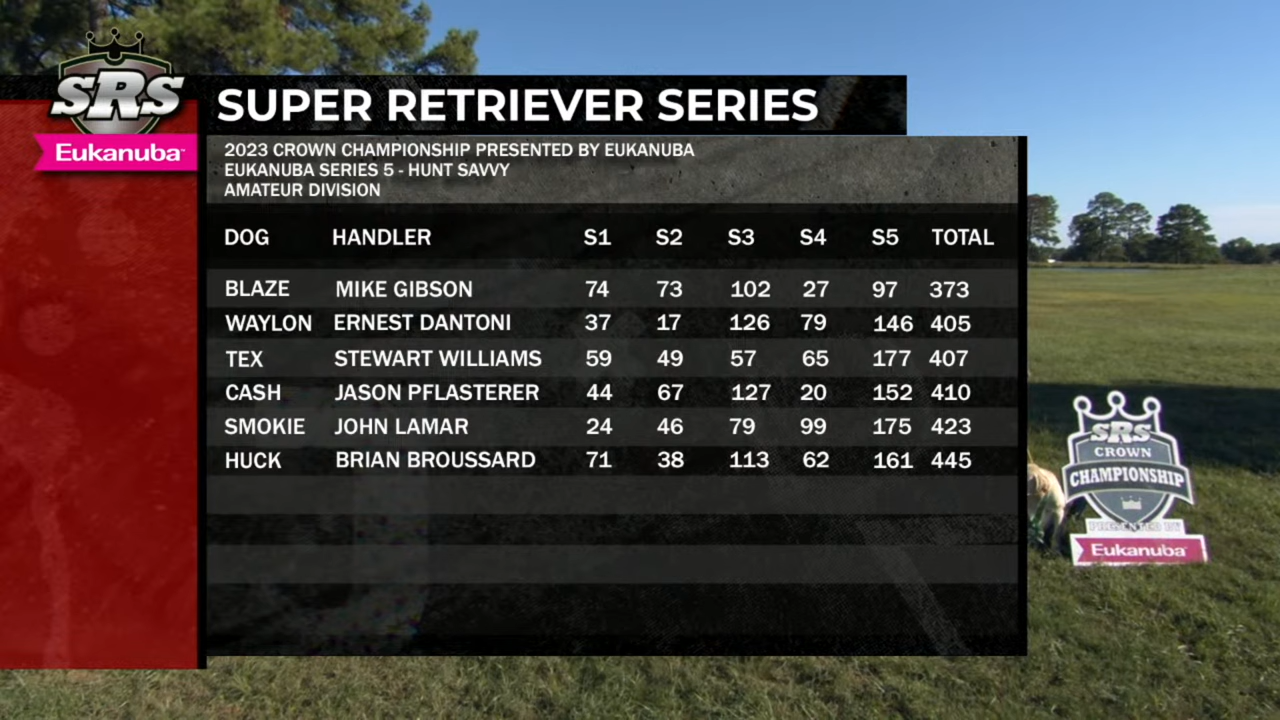 SRS
Eukanuba
SUPER RETRIEVER SERIES
2023 CROWN CHAMPIONSHIP PRESENTED BY EUKANUBA
EUKANUBA SERIES 5 - HUNT SAVVY
AMATEUR DIVISION
DOG HANDLER S1 S2 S3 S4 S5 TOTAL
BLAZE MIKE GIBSON 74 73 102 27 97 373
WAYLON ERNEST DANTONI 37 17 126 79 146 405
TEX STEWART WILLIAMS 59 49 57 65 177 407
CASH JASON PFLASTERER 44 67 127 20 152 410
SMOKIE JOHN LAMAR 24 46 79 99 175 423
HUCK BRIAN BROUSSARD 71 38 113 62 161 445
SRS
CROWN
CHAMPIONSHIP
PRESENTED BY
Eukanuba